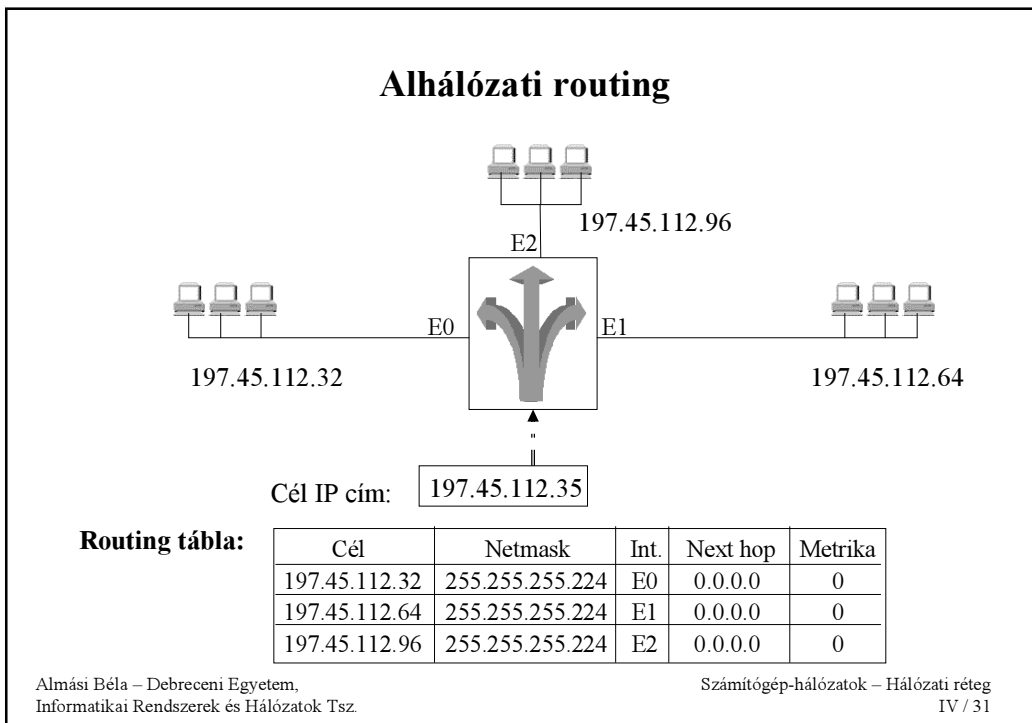 Alhálózati routing
197.45.112.96
E2
E0
E1
197.45.112.32
197.45.112.64
Cél IP cím: 197.45.112.35
Routing tábla:
Cél Netmask Int. Next hop Metrika
197.45.112.32 255.255.255.224 E0 0.0.0.0 0
197.45.112.64 255.255.255.224 E1 0.0.0.0 0
197.45.112.96 255.255.255.224 E2 0.0.0.0 0
Almási Béla – Debreceni Egyetem,
Informatikai Rendszerek és Hálózatok Tsz.
Számítógép-hálózatok – Hálózati réteg
IV / 31